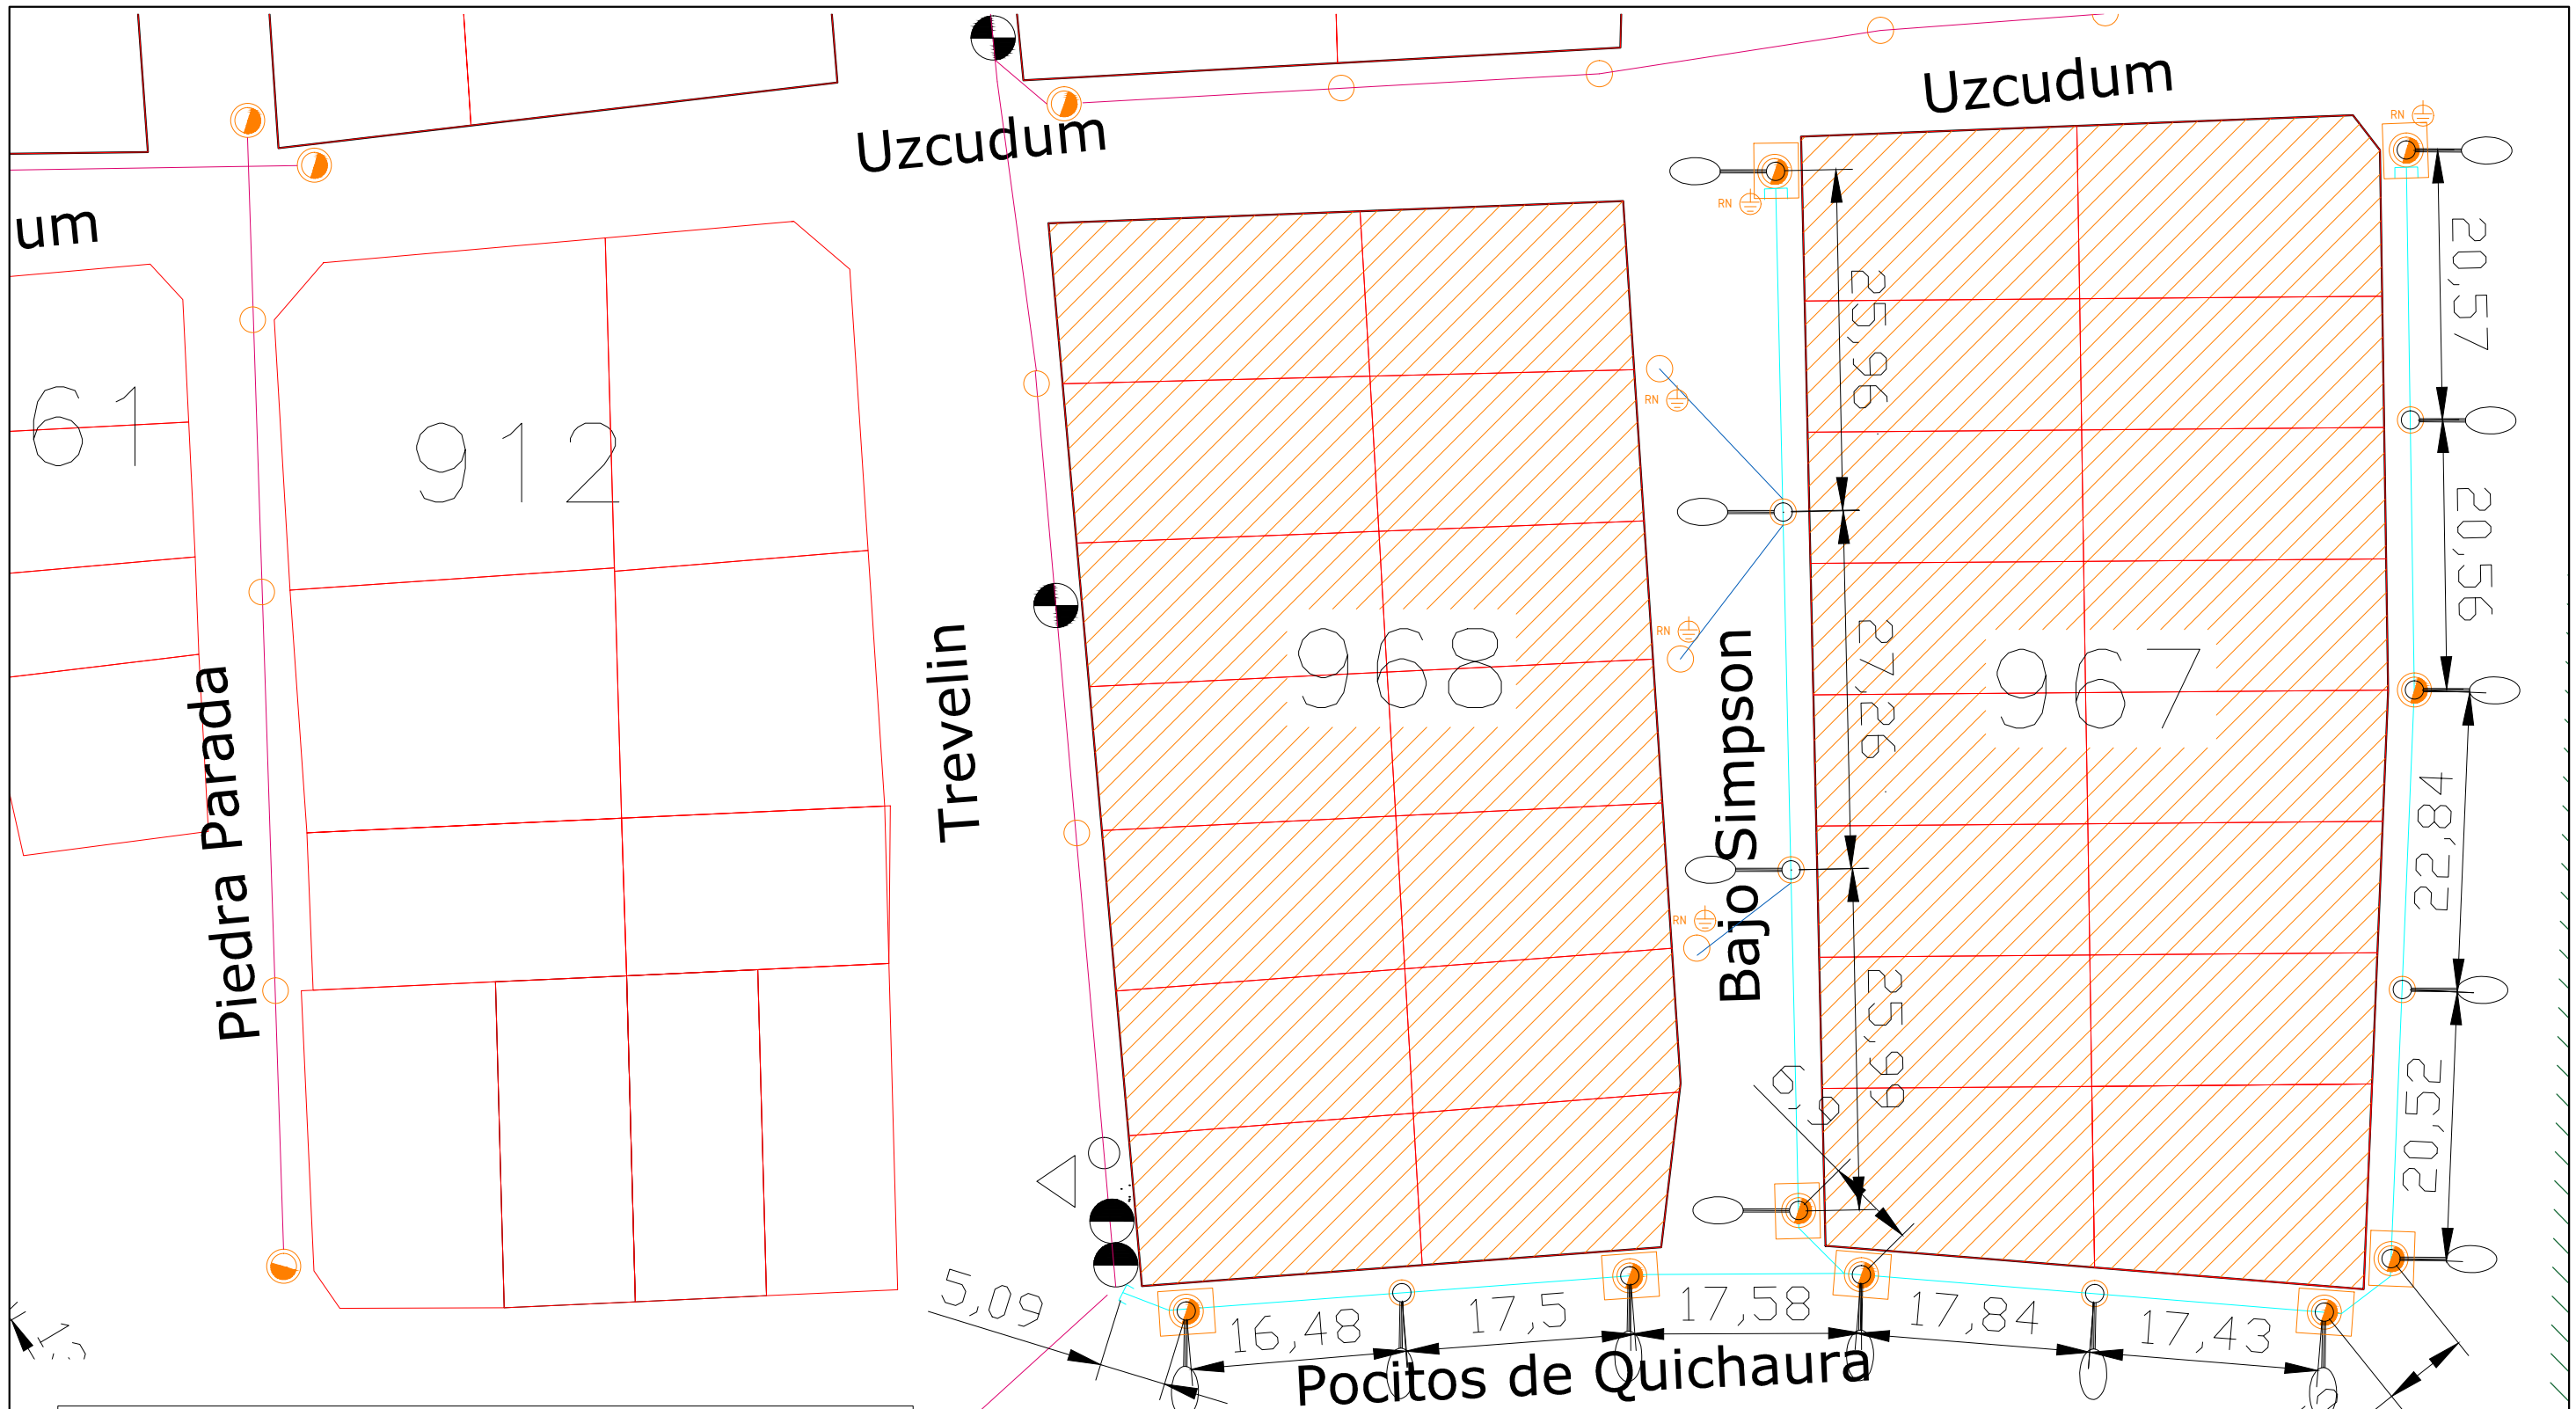 Uzcudum
Uzcudum
um
RN
RN
20,57
25,96
61
912
RN
20,56
968
967
RN
27,26
Trevelin
Piedra Parada
Bajo Simpson
22,84
RN
25,99
6,9
20,52
5,09
16,48
17,5
17,58
17,84
17,43
Pocitos de Quichaura